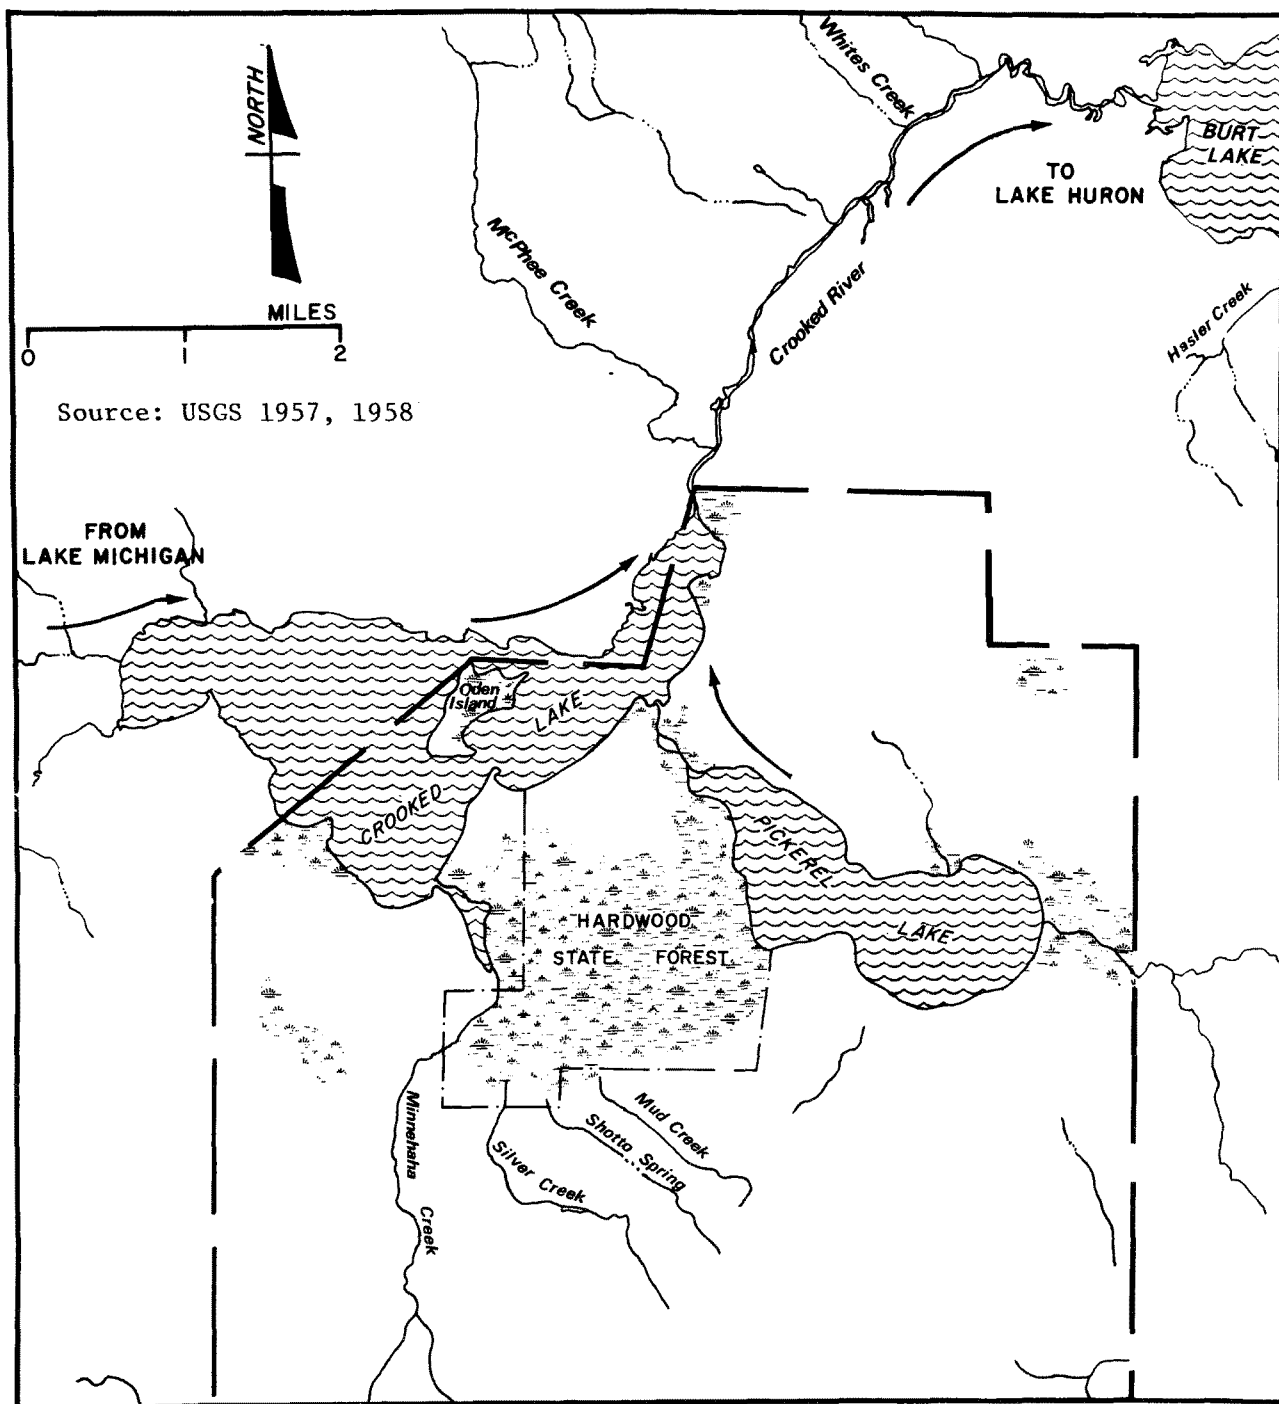 Whites Creek
NORTH
BURT
LAKE
TO
LAKE HURON
McPhee Creek
MILES
0 1 2
Crooked River
Hasler Creek
Source: USGS 1957, 1958
FROM
LAKE MICHIGAN
Oden
Island
LAKE
CROOKED
PICKEREL
LAKE
HARDWOOD
STATE FOREST
Minnehaha Creek
Mud Creek
Shotto Spring
Silver Creek